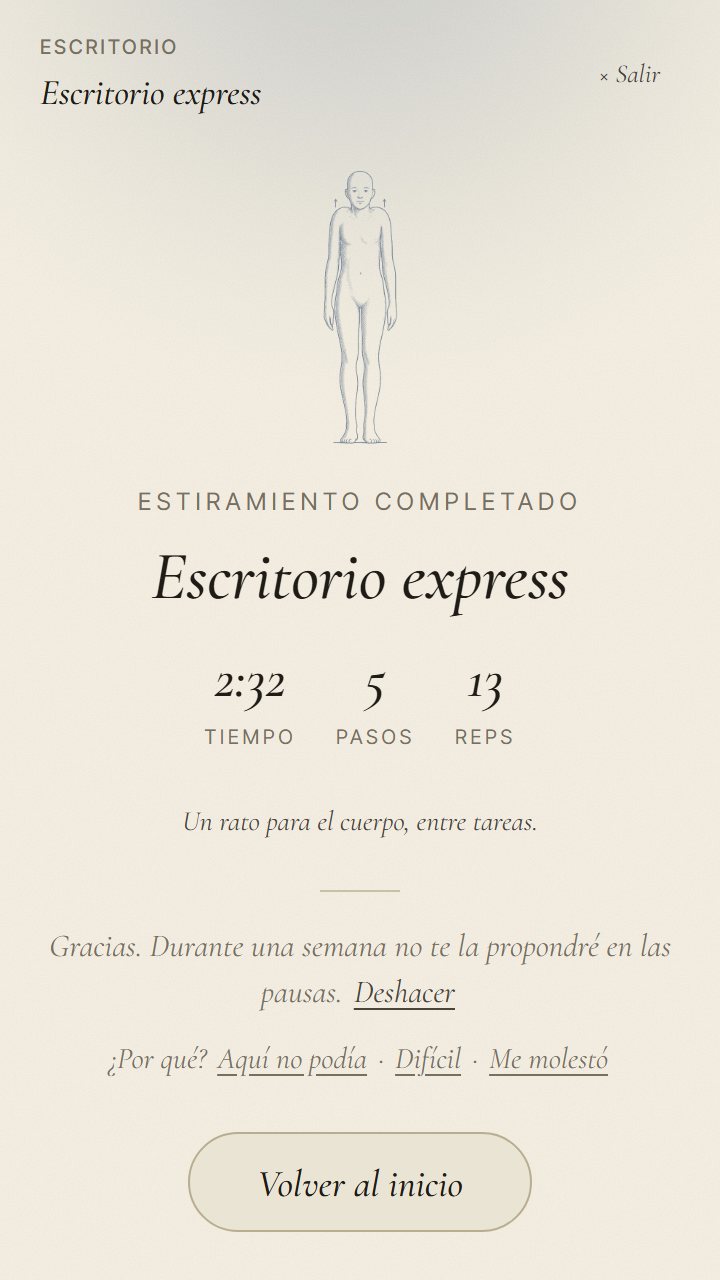 ESCRITORIO
Escritorio express
× Salir
ESTIRAMIENTO COMPLETADO
Escritorio express
2:32 5 13
TIEMPO PASOS REPS
Un rato para el cuerpo, entre tareas.
Gracias. Durante una semana no te la propondré en las
pausas. Deshacer
¿Por qué? Aquí no podía · Difícil · Me molestó
Volver al inicio